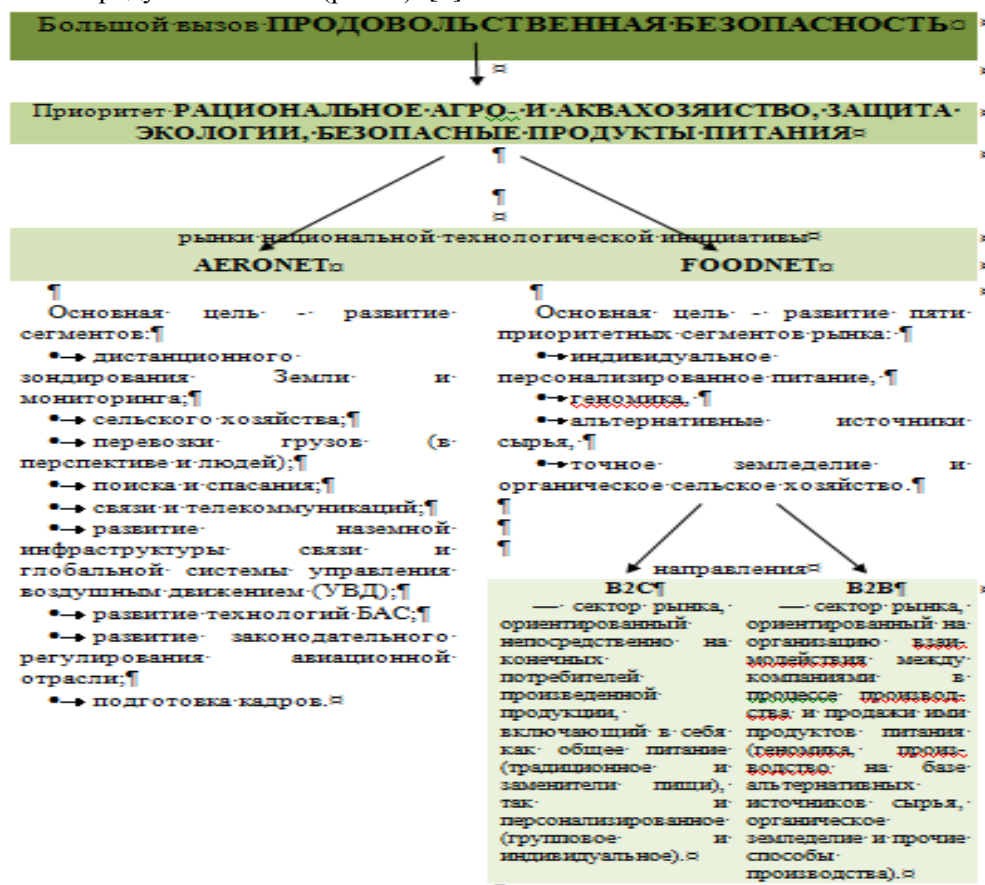 Большой вызов ПРОДОВОЛЬСТВЕННАЯ БЕЗОПАСНОСТЬ
Приоритет РАЦИОНАЛЬНОЕ АГРО- И АКВАХОЗЯЙСТВО, ЗАЩИТА
ЭКОЛОГИИ, БЕЗОПАСНЫЕ ПРОДУКТЫ ПИТАНИЯ
рынки национальной технологической инициативы
AERONET
Основная цель - развитие
сегментов:
• дистанционного
зондирования Земли и
мониторинга;
• сельского хозяйства;
• перевозки грузов (в
перспективе и людей);
• поиска и спасания;
• связи и телекоммуникаций;
• развитие наземной
инфраструктуры связи и
глобальной системы управления
воздушным движением (УВД);
• развитие технологий БАС;
• развитие законодательного
регулирования авиационной
отрасли;
• подготовка кадров.
FOODNET
Основная цель - развитие пяти
приоритетных сегментов рынка:
• индивидуальное
персонализированное питание,
• геномика,
• альтернативные источники
сырья,
• точное земледелие и
органическое сельское хозяйство.
направления
B2C
— сектор рынка,
ориентированный
непосредственно на
конечных
потребителей
произведенной
продукции,
включающий в себя
как общее питание
(традиционное и
заменители пищи),
так и
персонализированное
(групповое и
индивидуальное).
B2B
— сектор рынка,
ориентированный на
организацию взаи-
модействия между
компаниями в
процессе производ-
ства и продажи ими
продуктов питания
(геномика, произ-
водство на базе
альтернативных
источников сырья,
органическое
земледелие и прочие
способы
производства).